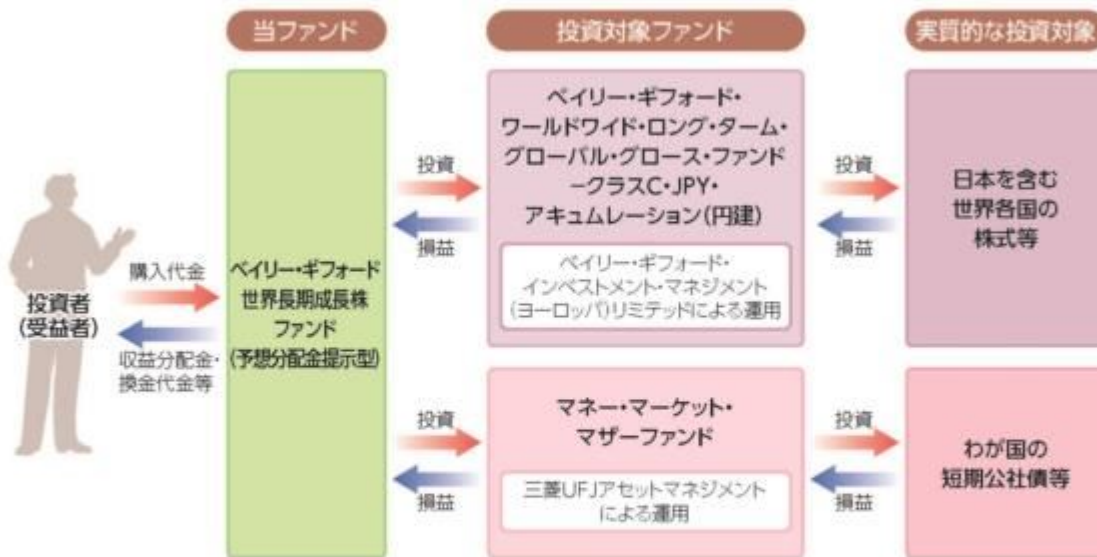 当ファンド
投資対象ファンド
実質的な投資対象
投資者
(受益者)
購入代金
収益分配金・
換金代金等
ベイリー・ギフォード
世界長期成長株
ファンド
(予想分配金提示型)
投資
損益
ベイリー・ギフォード・
ワールドワイド・ロング・ターム・
グローバル・グロース・ファンド
-クラスC・JPY・
アキュムレーション(円建)
ベイリー・ギフォード・
インベストメント・マネジメント
(ヨーロッパ)リミテッドによる運用
投資
損益
日本を含む
世界各国の
株式等
投資
損益
マネー・マーケット・
マザーファンド
三菱UFJアセットマネジメント
による運用
投資
損益
わが国の
短期公社債等